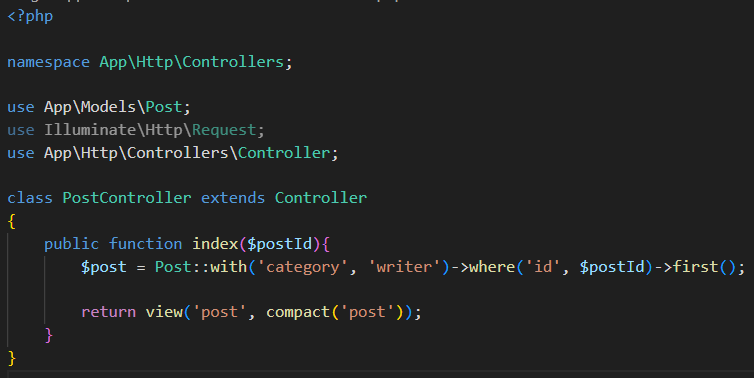 <?php
namespace App\Http\Controllers;
use App\Models\Post;
use Illuminate\Http\Request;
use App\Http\Controllers\Controller;
class PostController extends Controller
{
    public function index($postId){
        $post = Post::with('category', 'writer')->where('id', $postId)->first();
        return view('post', compact('post'));
    }
}